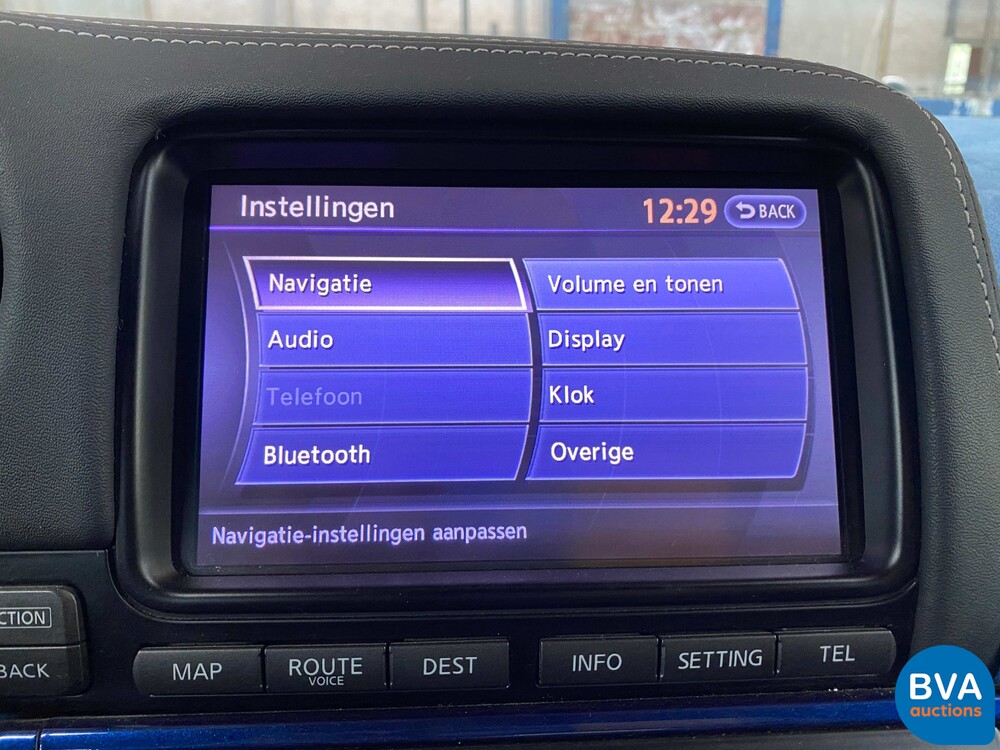 Instellingen 12:29 BACK
Navigatie Volume en tonen
Audio Display
Telefoon Klok
Bluetooth Overige
Navigatie-instellingen aanpassen
BACK
MAP ROUTE DEST INFO SETTING TEL
VOICE
BVA
auctions